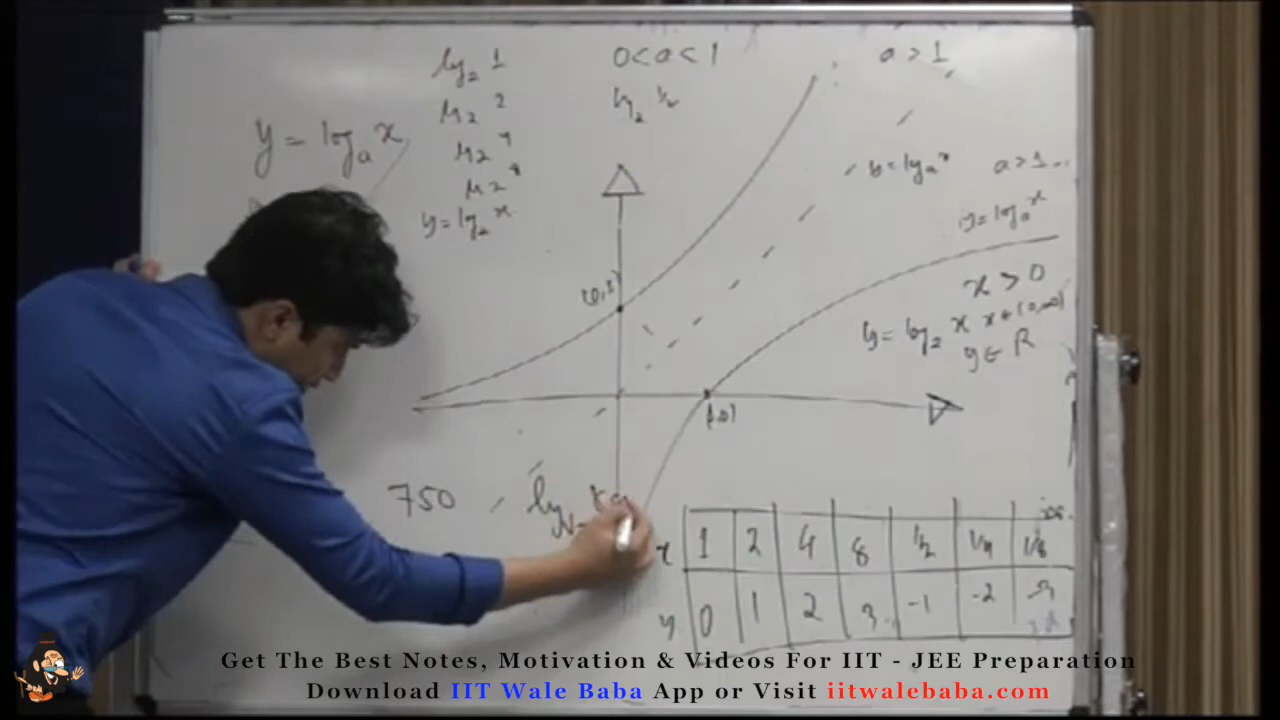 y = log_a x
log_2 1
log_2 2
log_2 4
log_2 8
y = log_2 x
0 < a < 1
log_2 1/2
a > 1
y = log_a x a > 1
y = log_a x
x > 0
y = log_2 x x ∈ (0, ∞)
y ∈ R
(0,1)
(1,0)
750
x 1 2 4 8 1/2 1/4 1/8
y 0 1 2 3 -1 -2
Get The Best Notes, Motivation & Videos For IIT - JEE Preparation
Download IIT Wale Baba App or Visit iitwalebaba.com